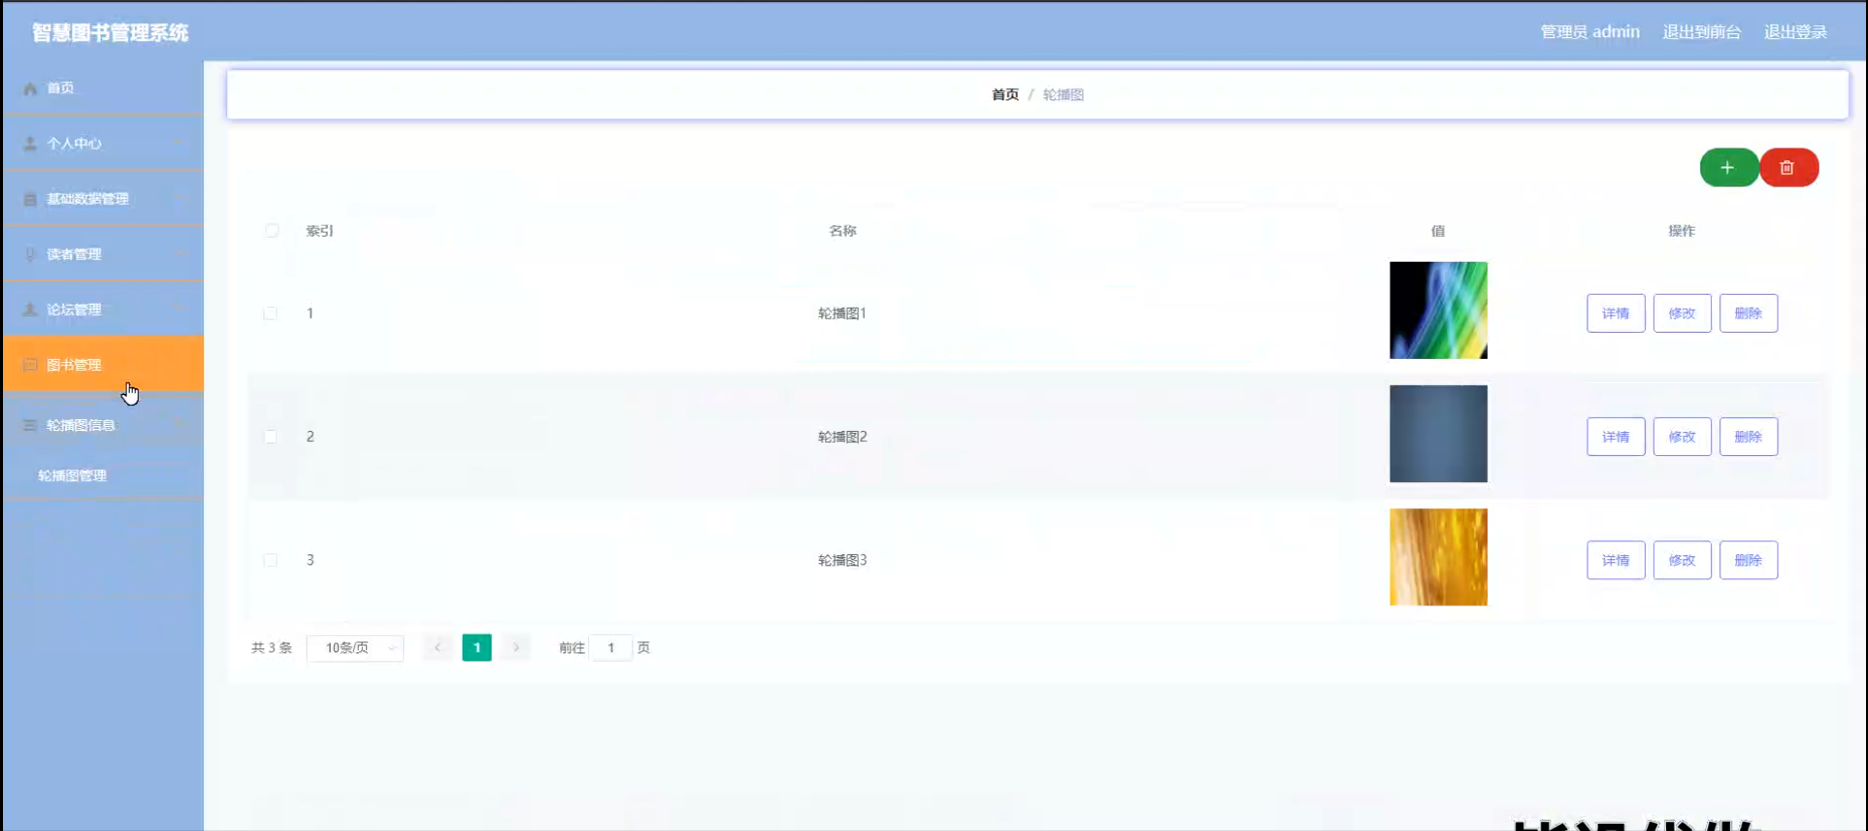 智慧图书管理系统
管理员 admin 退出到前台 退出登录
首页
个人中心
基础数据管理
读者管理
论坛管理
图书管理
轮播图信息
轮播图管理
首页 / 轮播图
索引 名称 值 操作
1 轮播图1 详情 修改 删除
2 轮播图2 详情 修改 删除
3 轮播图3 详情 修改 删除
共 3 条 10条/页 1 前往 1 页